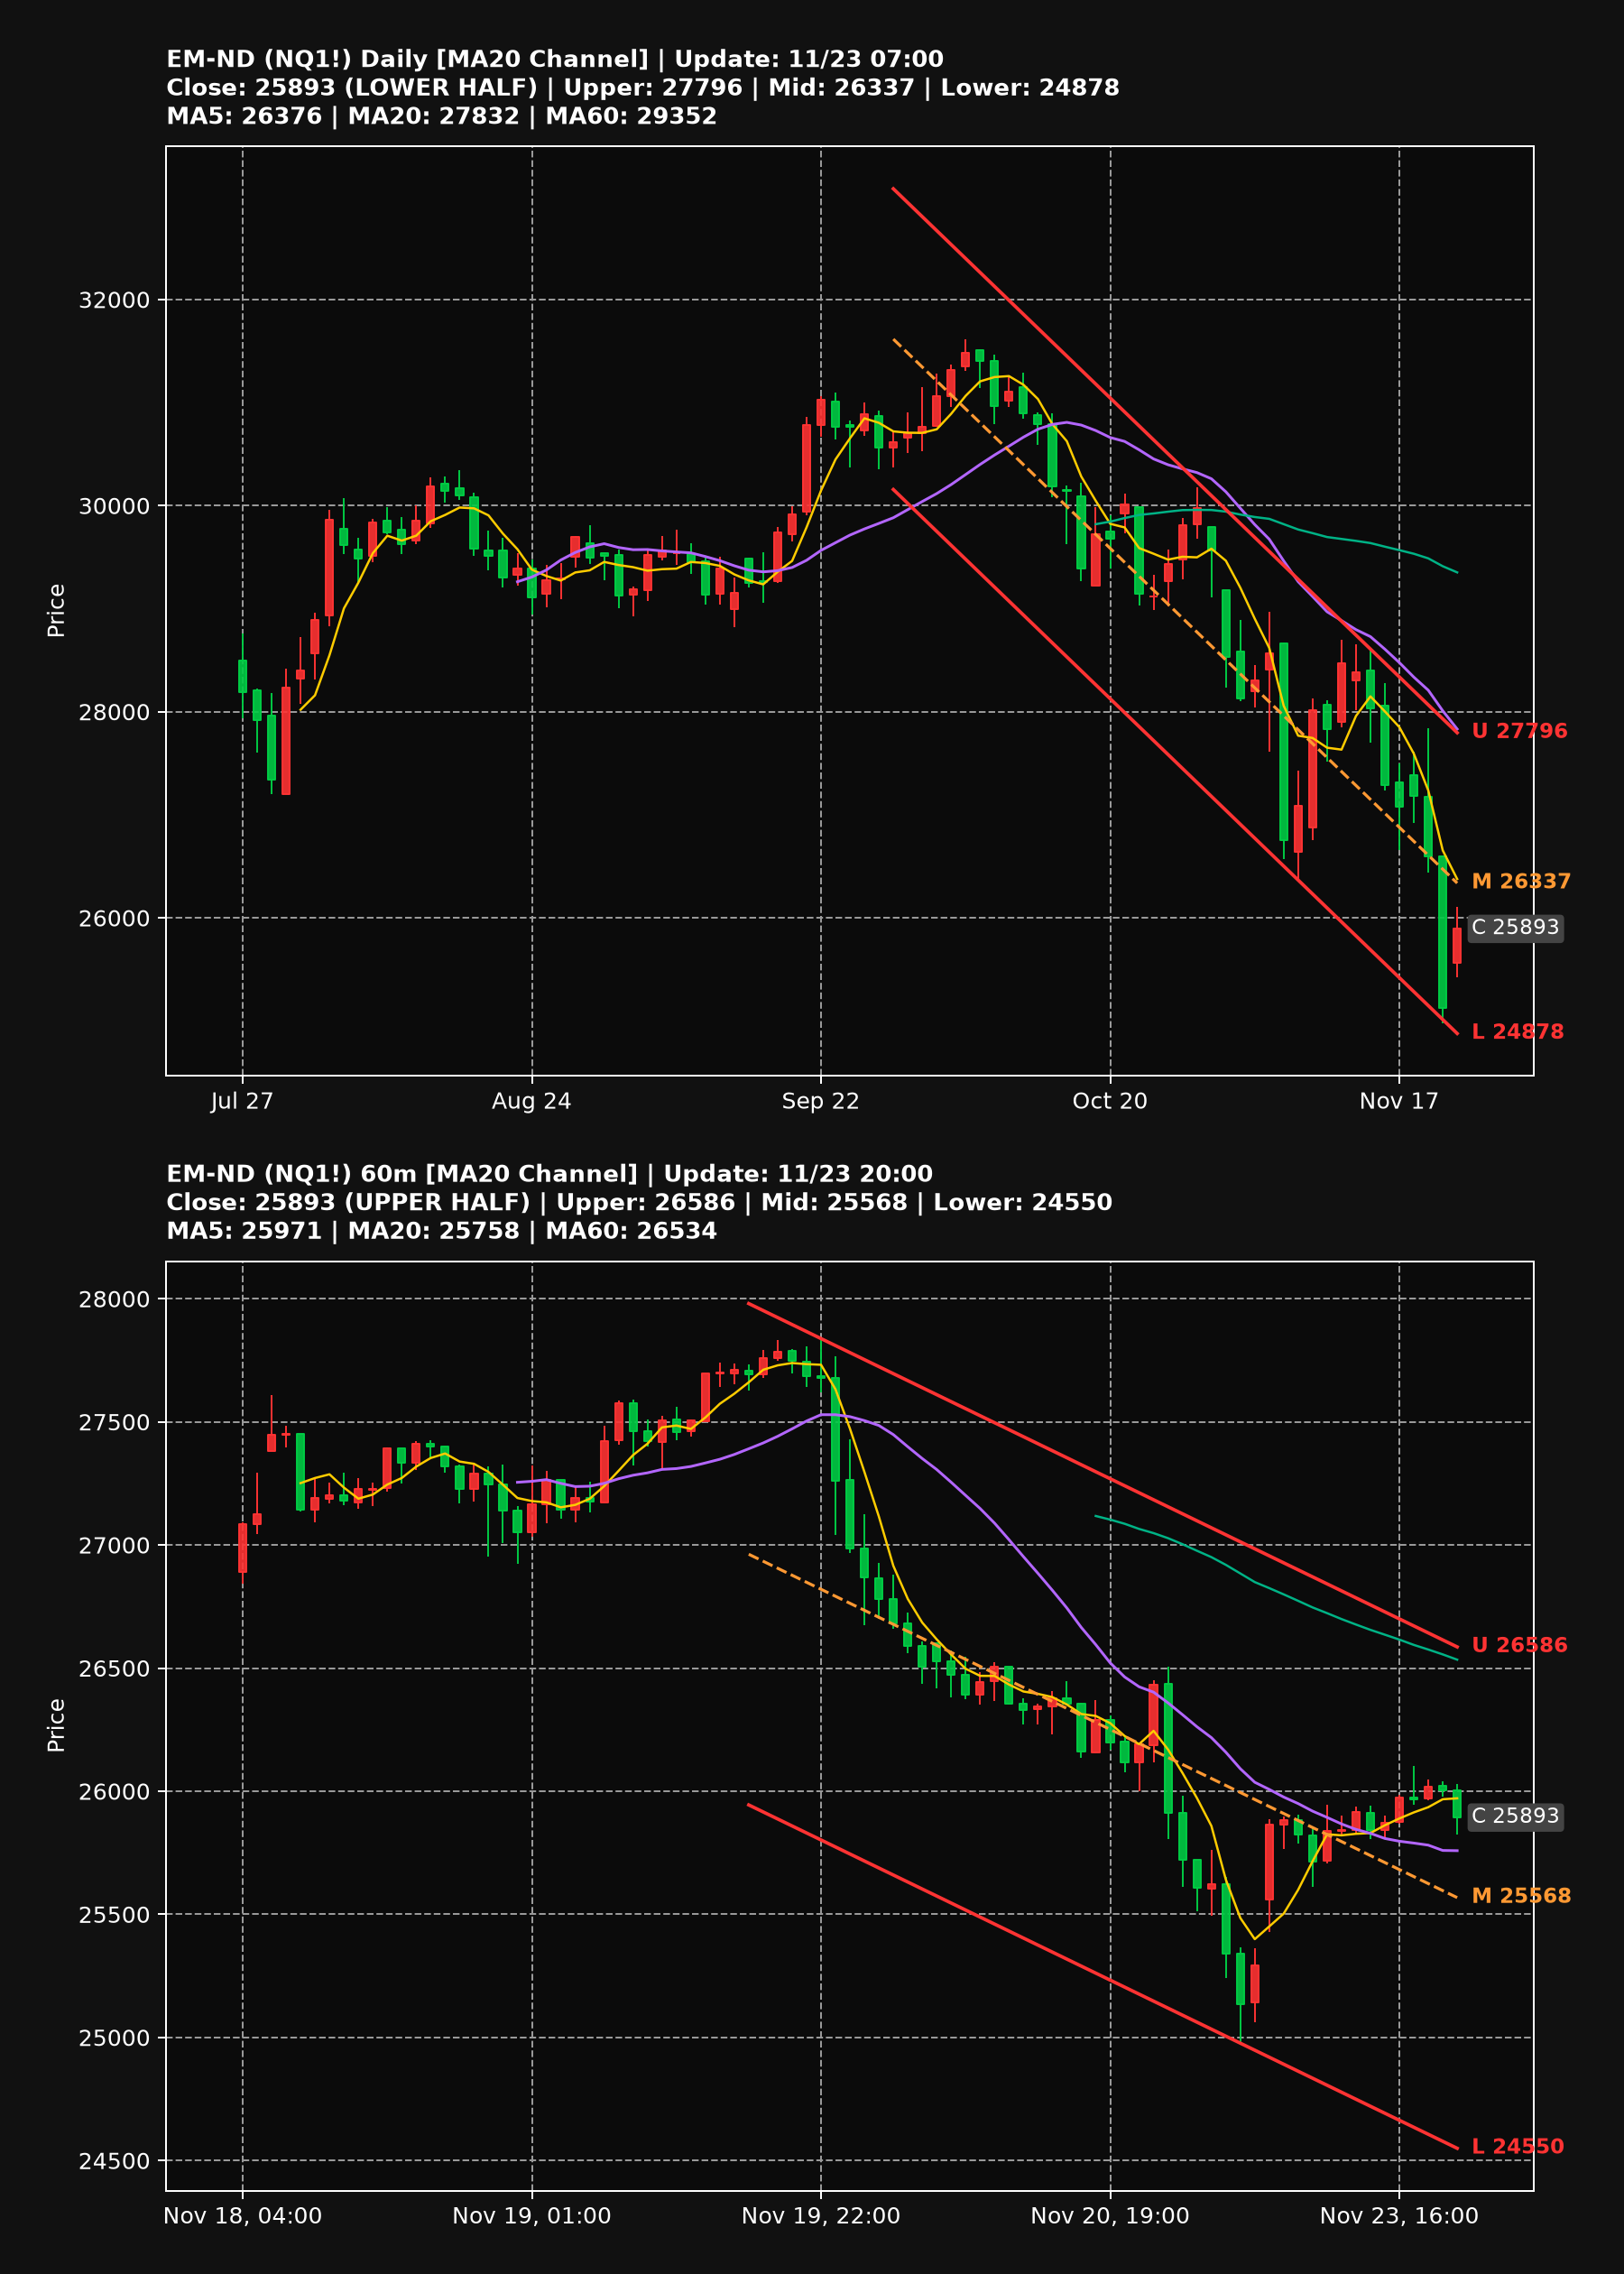 EM-ND (NQ1!) Daily [MA20 Channel] | Update: 11/23 07:00
Close: 25893 (LOWER HALF) | Upper: 27796 | Mid: 26337 | Lower: 24878
MA5: 26376 | MA20: 27832 | MA60: 29352
Price
32000
30000
28000
26000
U 27796
M 26337
C 25893
L 24878
Jul 27
Aug 24
Sep 22
Oct 20
Nov 17
EM-ND (NQ1!) 60m [MA20 Channel] | Update: 11/23 20:00
Close: 25893 (UPPER HALF) | Upper: 26586 | Mid: 25568 | Lower: 24550
MA5: 25971 | MA20: 25758 | MA60: 26534
Price
28000
27500
27000
26500
26000
25500
25000
24500
U 26586
C 25893
M 25568
L 24550
Nov 18, 04:00
Nov 19, 01:00
Nov 19, 22:00
Nov 20, 19:00
Nov 23, 16:00